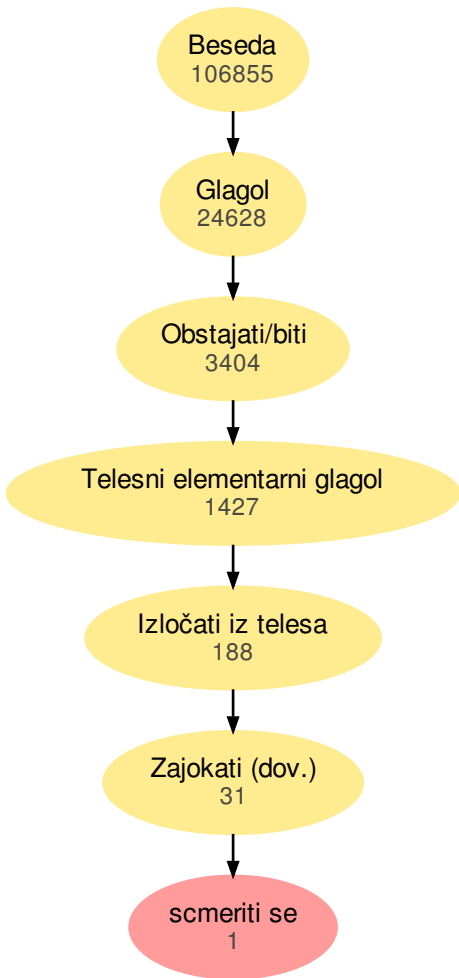 Beseda
106855
Glagol
24628
Obstajati/biti
3404
Telesni elementarni glagol
1427
Izločati iz telesa
188
Zajokati (dov.)
31
scmeriti se
1